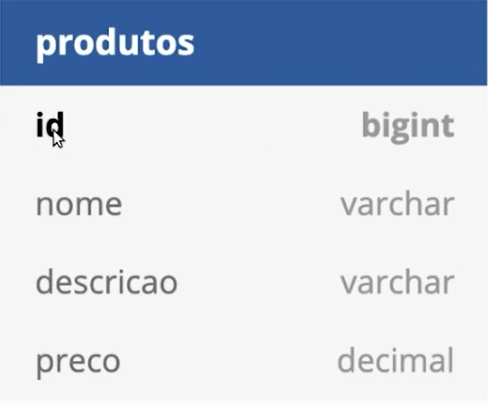 produtos
id bigint
nome varchar
descricao varchar
preco decimal